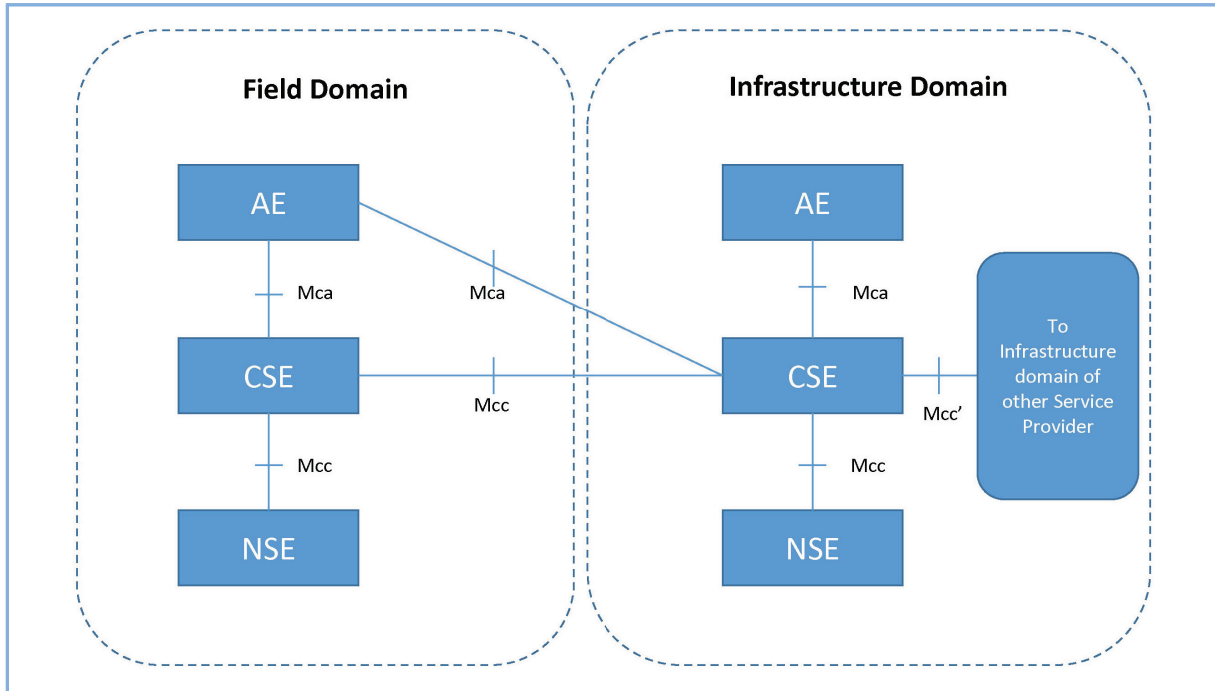 Field Domain
Infrastructure Domain
AE
AE
Mca
Mca
Mca
CSE
CSE
To
Infrastructure
domain of
other Service
Provider
Mcc
Mcc’
Mcc
Mcc
NSE
NSE